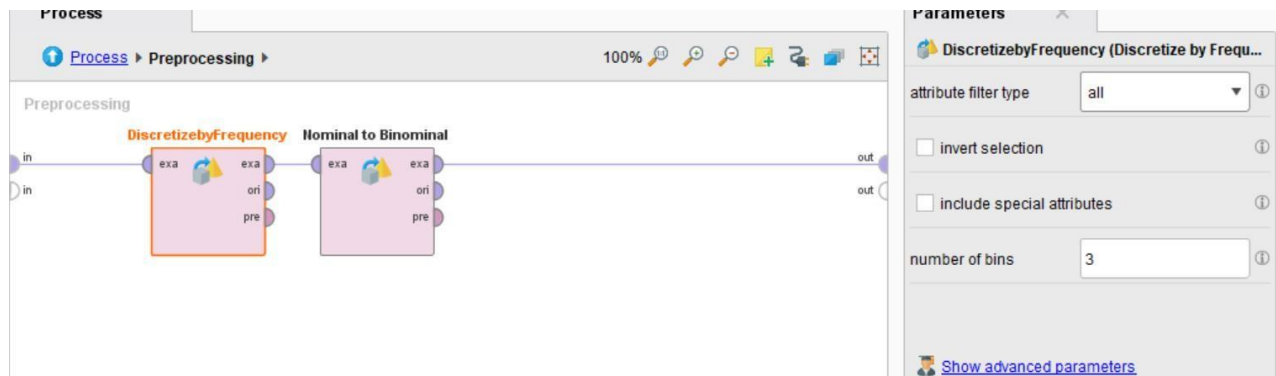 Process
Process ▸ Preprocessing ▸
100%
Preprocessing
DiscretizebyFrequency
Nominal to Binominal
in
exa
exa
exa
exa
out
in
ori
ori
out
pre
pre
Parameters
DiscretizebyFrequency (Discretize by Frequ...
attribute filter type
all
invert selection
include special attributes
number of bins
3
Show advanced parameters